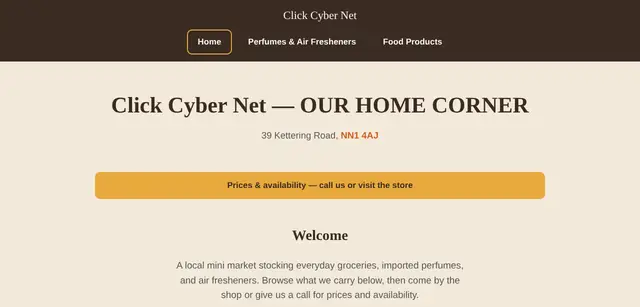 Click Cyber Net
Home Perfumes & Air Fresheners Food Products
Click Cyber Net — OUR HOME CORNER
39 Kettering Road, NN1 4AJ
Prices & availability — call us or visit the store
Welcome
A local mini market stocking everyday groceries, imported perfumes,
and air fresheners. Browse what we carry below, then come by the
shop or give us a call for prices and availability.